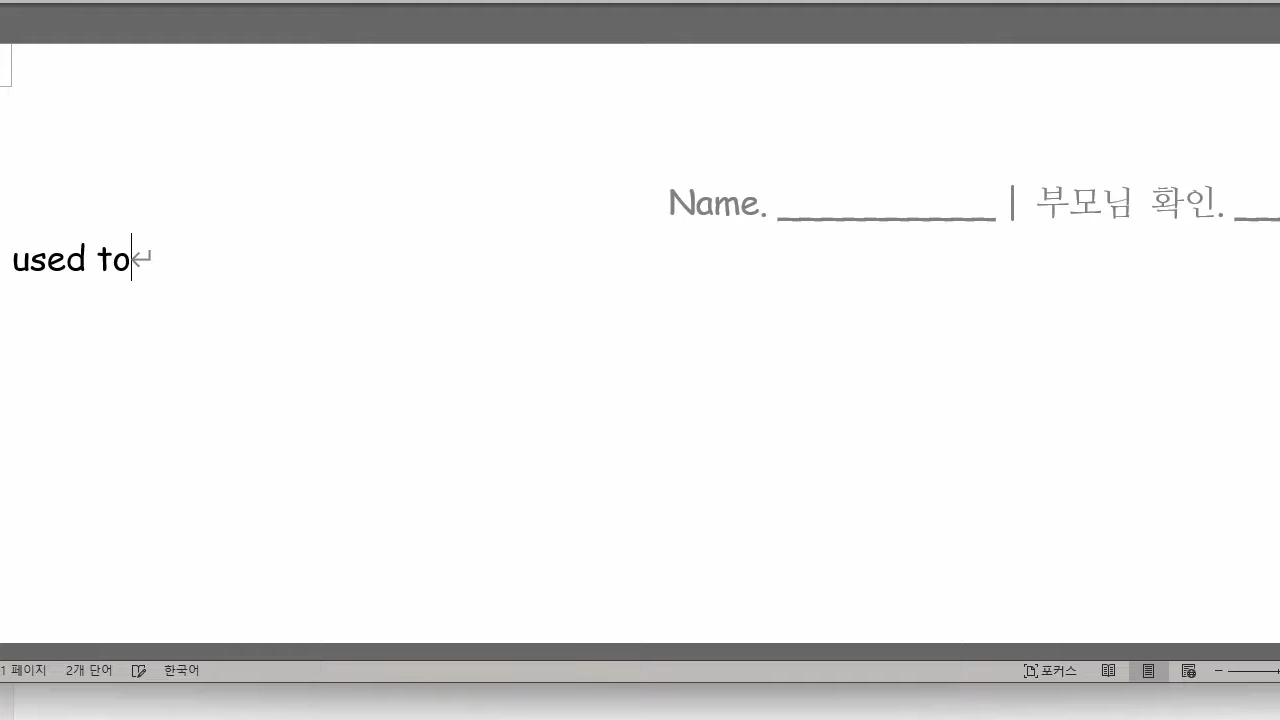 Name. ____________ | 부모님 확인. __
used to↵
1 페이지 2개 단어 한국어 포커스